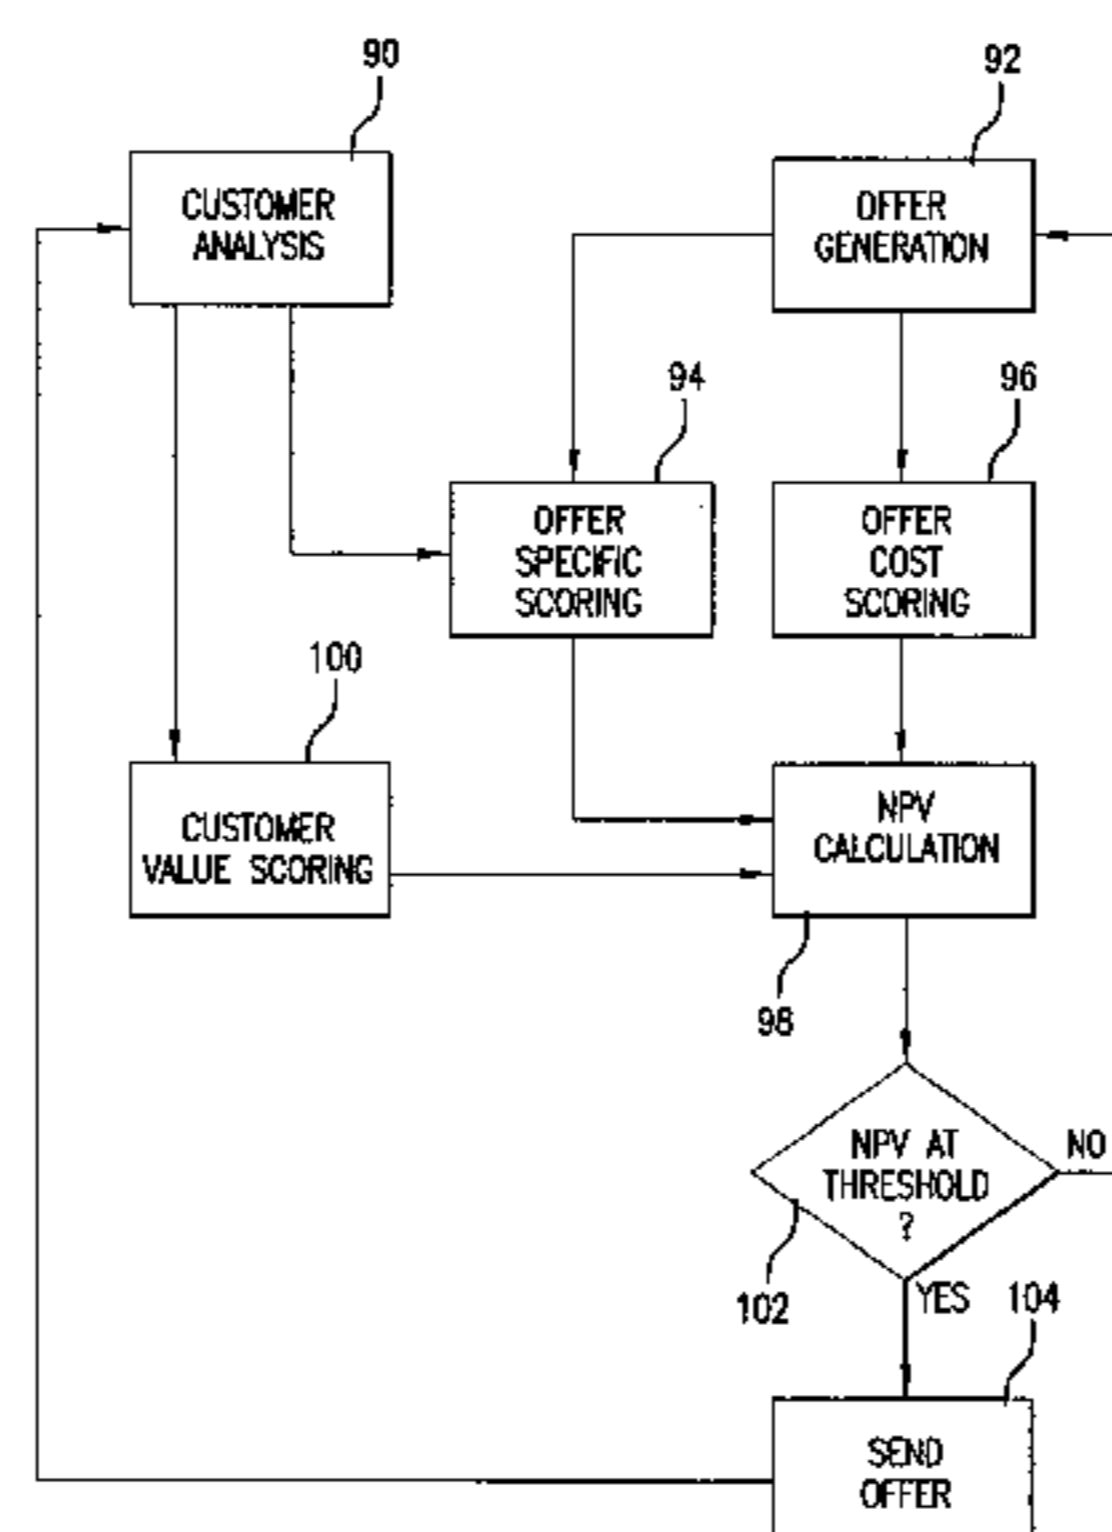 90
92
CUSTOMER
ANALYSIS
OFFER
GENERATION
94
96
OFFER
SPECIFIC
SCORING
OFFER
COST
SCORING
100
CUSTOMER
VALUE SCORING
NPV
CALCULATION
98
NPV AT
THRESHOLD
?
NO
102
YES
104
SEND
OFFER